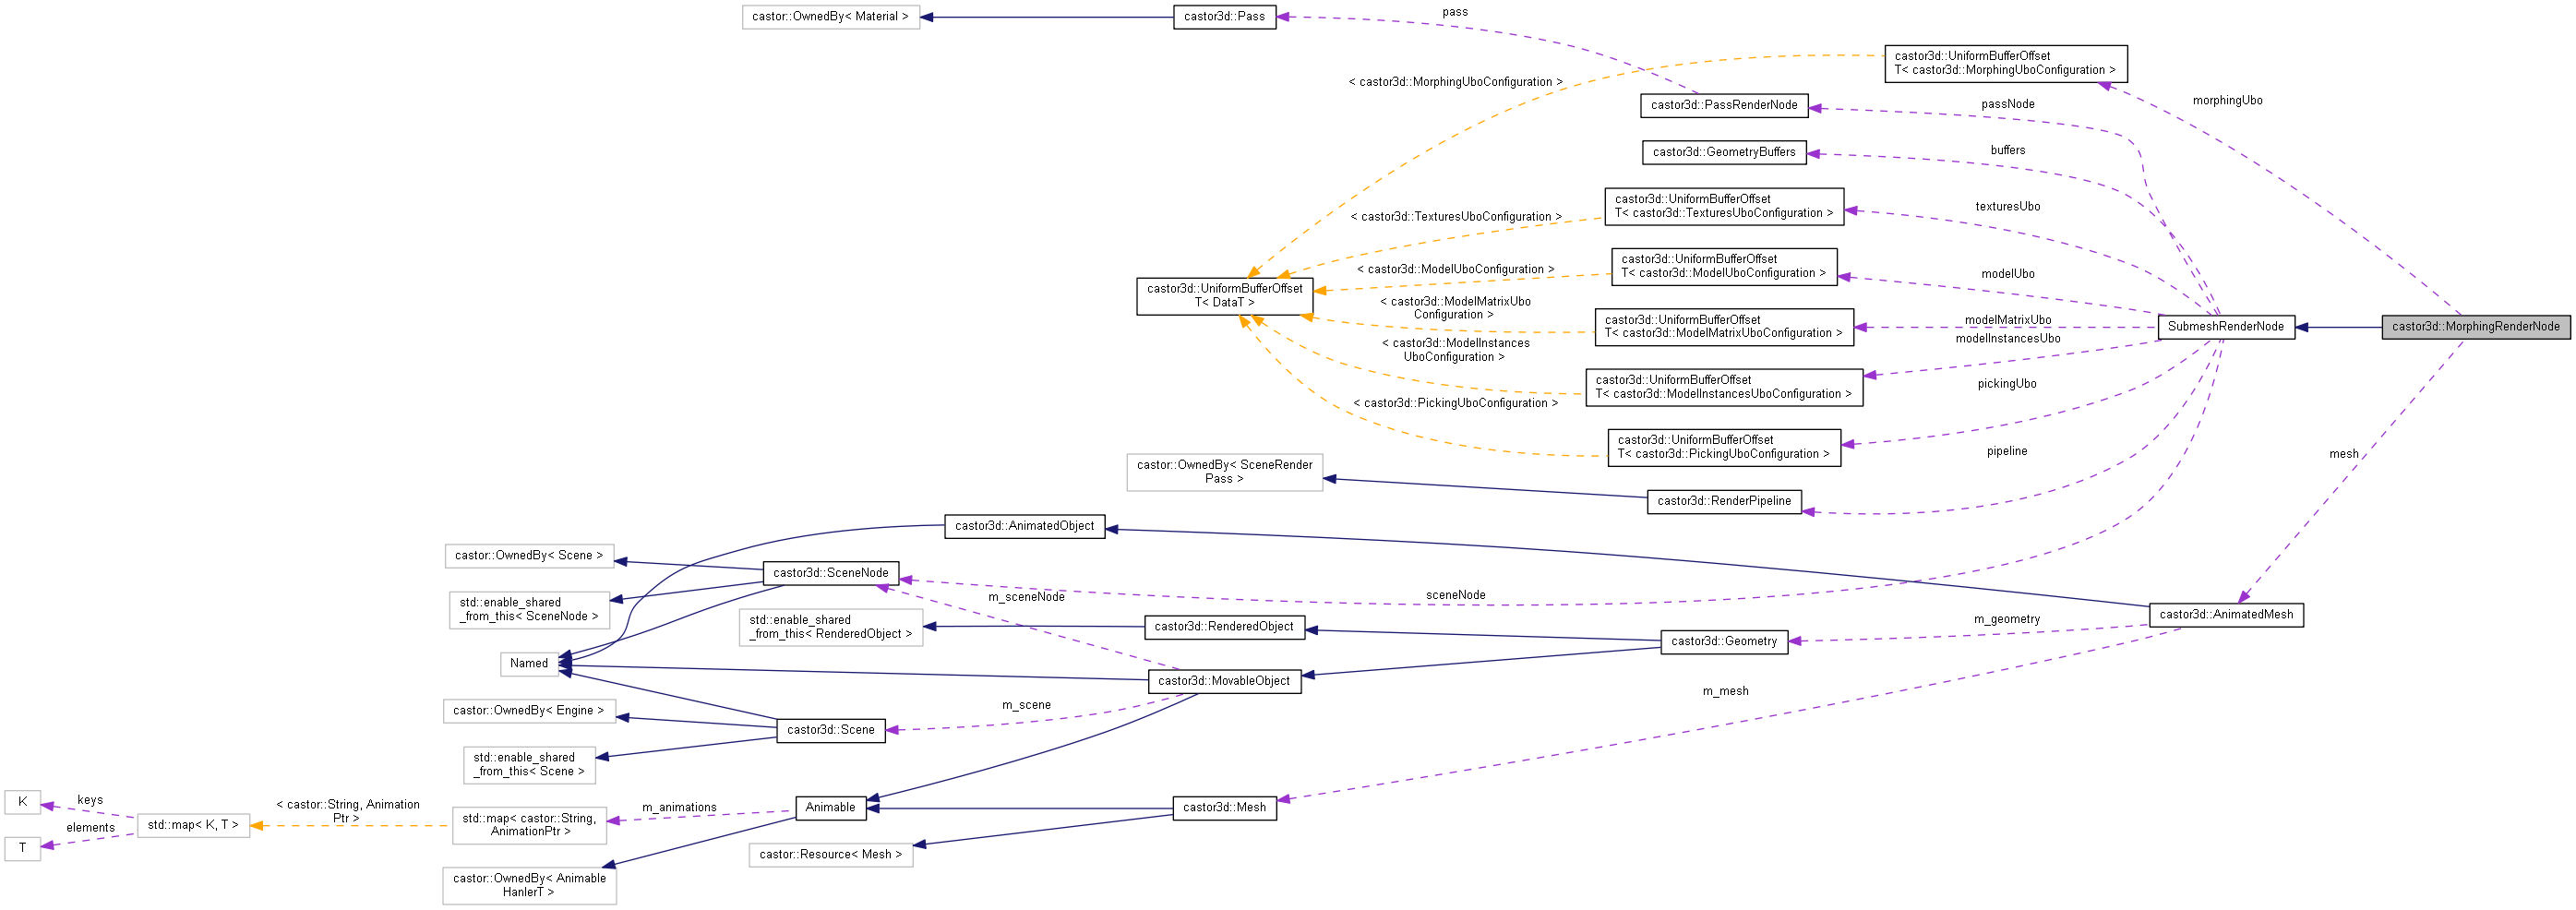 castor::OwnedBy< Material >
castor3d::Pass
pass
castor3d::UniformBufferOffset
T< castor3d::MorphingUboConfiguration >
< castor3d::MorphingUboConfiguration >
castor3d::PassRenderNode
passNode
morphingUbo
castor3d::GeometryBuffers
buffers
castor3d::UniformBufferOffset
T< castor3d::TexturesUboConfiguration >
< castor3d::TexturesUboConfiguration >
texturesUbo
castor3d::UniformBufferOffset
T< castor3d::ModelUboConfiguration >
< castor3d::ModelUboConfiguration >
modelUbo
castor3d::UniformBufferOffset
T< DataT >
< castor3d::ModelMatrixUbo
Configuration >
castor3d::UniformBufferOffset
T< castor3d::ModelMatrixUboConfiguration >
modelMatrixUbo
modelInstancesUbo
SubmeshRenderNode
castor3d::MorphingRenderNode
< castor3d::ModelInstances
UboConfiguration >
castor3d::UniformBufferOffset
T< castor3d::ModelInstancesUboConfiguration >
pickingUbo
< castor3d::PickingUboConfiguration >
castor3d::UniformBufferOffset
T< castor3d::PickingUboConfiguration >
pipeline
mesh
castor::OwnedBy< SceneRender
Pass >
castor3d::RenderPipeline
castor3d::AnimatedObject
castor::OwnedBy< Scene >
castor3d::SceneNode
std::enable_shared
_from_this< SceneNode >
m_sceneNode
sceneNode
castor3d::AnimatedMesh
std::enable_shared
_from_this< RenderedObject >
castor3d::RenderedObject
m_geometry
castor3d::Geometry
Named
castor3d::MovableObject
m_mesh
castor::OwnedBy< Engine >
m_scene
castor3d::Scene
std::enable_shared
_from_this< Scene >
K
keys
< castor::String, Animation
Ptr >
m_animations
Animable
castor3d::Mesh
std::map< K, T >
std::map< castor::String,
AnimationPtr >
elements
T
castor::Resource< Mesh >
castor::OwnedBy< Animable
HanlerT >